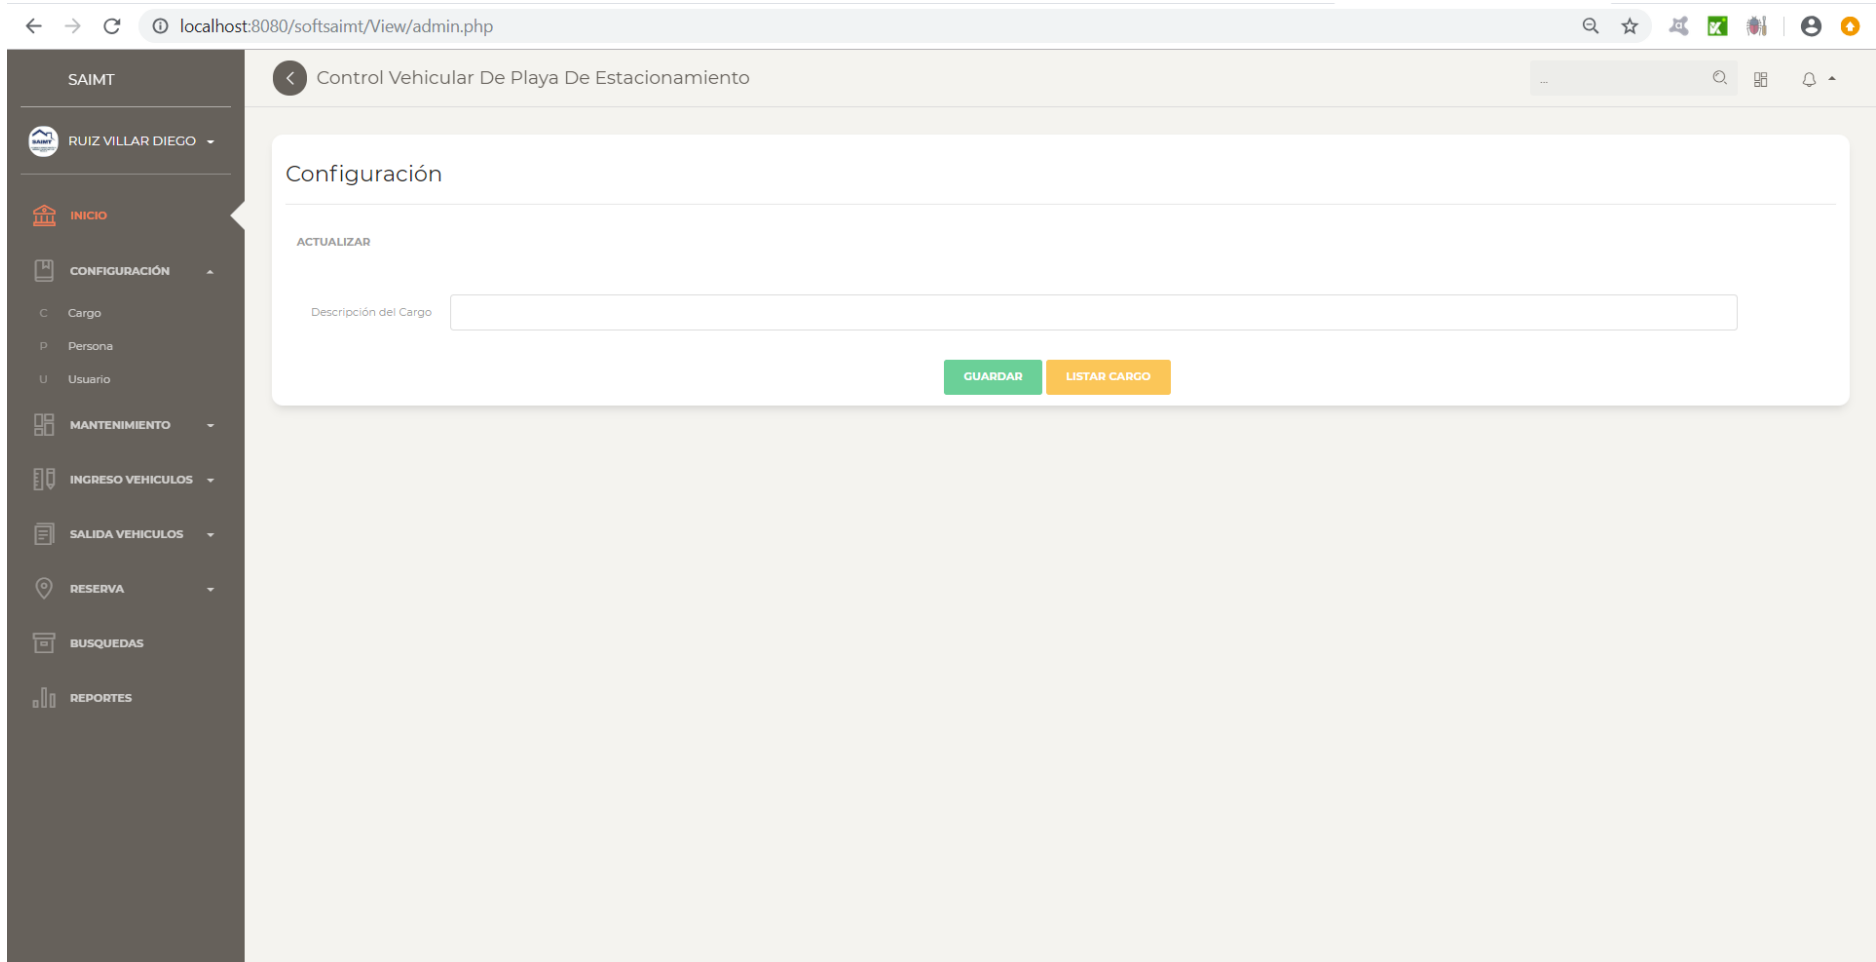 localhost:8080/softsaimt/View/admin.php
SAIMT
Control Vehicular De Playa De Estacionamiento
...
SAIMT
RUIZ VILLAR DIEGO
Configuración
INICIO
ACTUALIZAR
CONFIGURACIÓN
C Cargo
Descripción del Cargo
P Persona
U Usuario
GUARDAR
LISTAR CARGO
MANTENIMIENTO
INGRESO VEHICULOS
SALIDA VEHICULOS
RESERVA
BUSQUEDAS
REPORTES